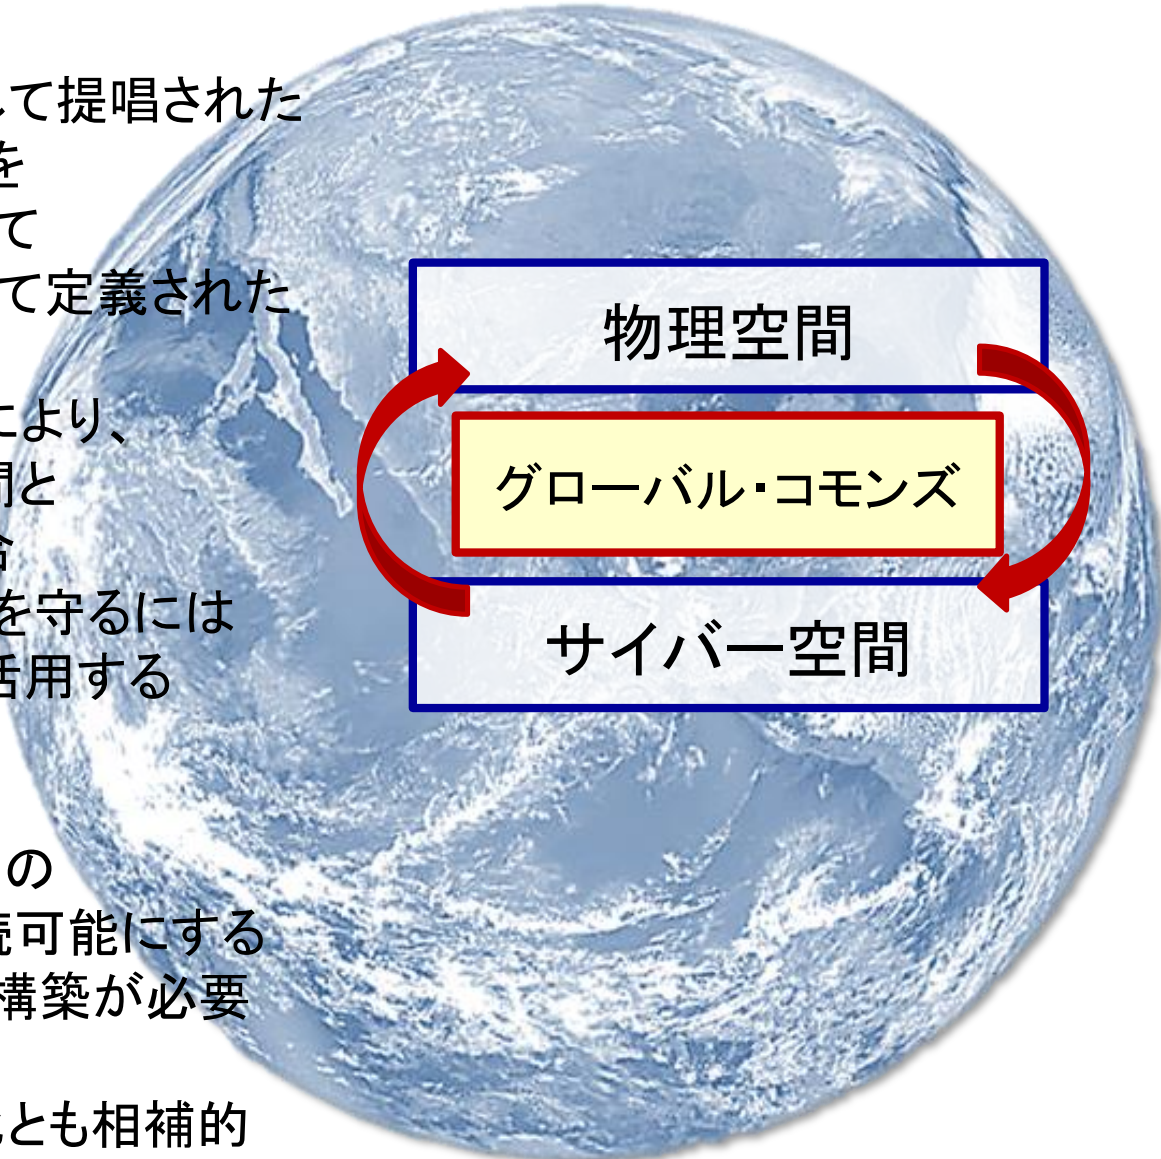 して提唱された
を
て
て定義された
により、
間と
を守るには
活用する
の
続可能にする
構築が必要
とも相補的
物理空間
グローバル・コモンズ
サイバー空間